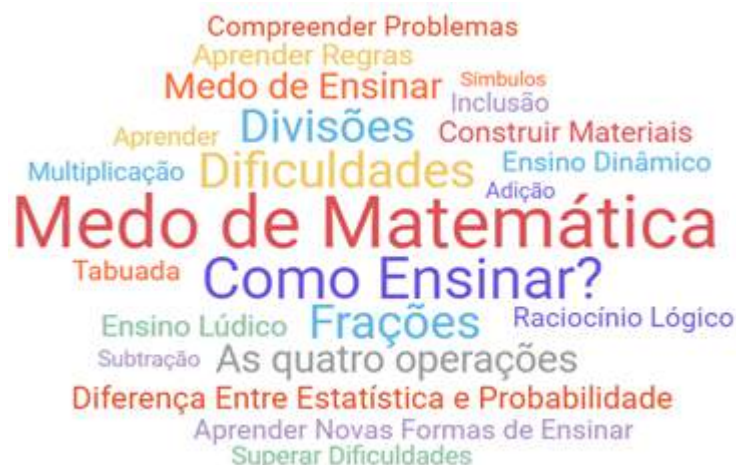 Compreender Problemas
Aprender Regras
Medo de Ensinar Símbolos
Inclusão
Aprender Divisões Construir Materiais
Multiplicação Dificuldades Ensino Dinâmico
Adição
Medo de Matemática
Tabuada Como Ensinar?
Ensino Lúdico Frações Raciocínio Lógico
Subtração As quatro operações
Diferença Entre Estatística e Probabilidade
Aprender Novas Formas de Ensinar
Superar Dificuldades